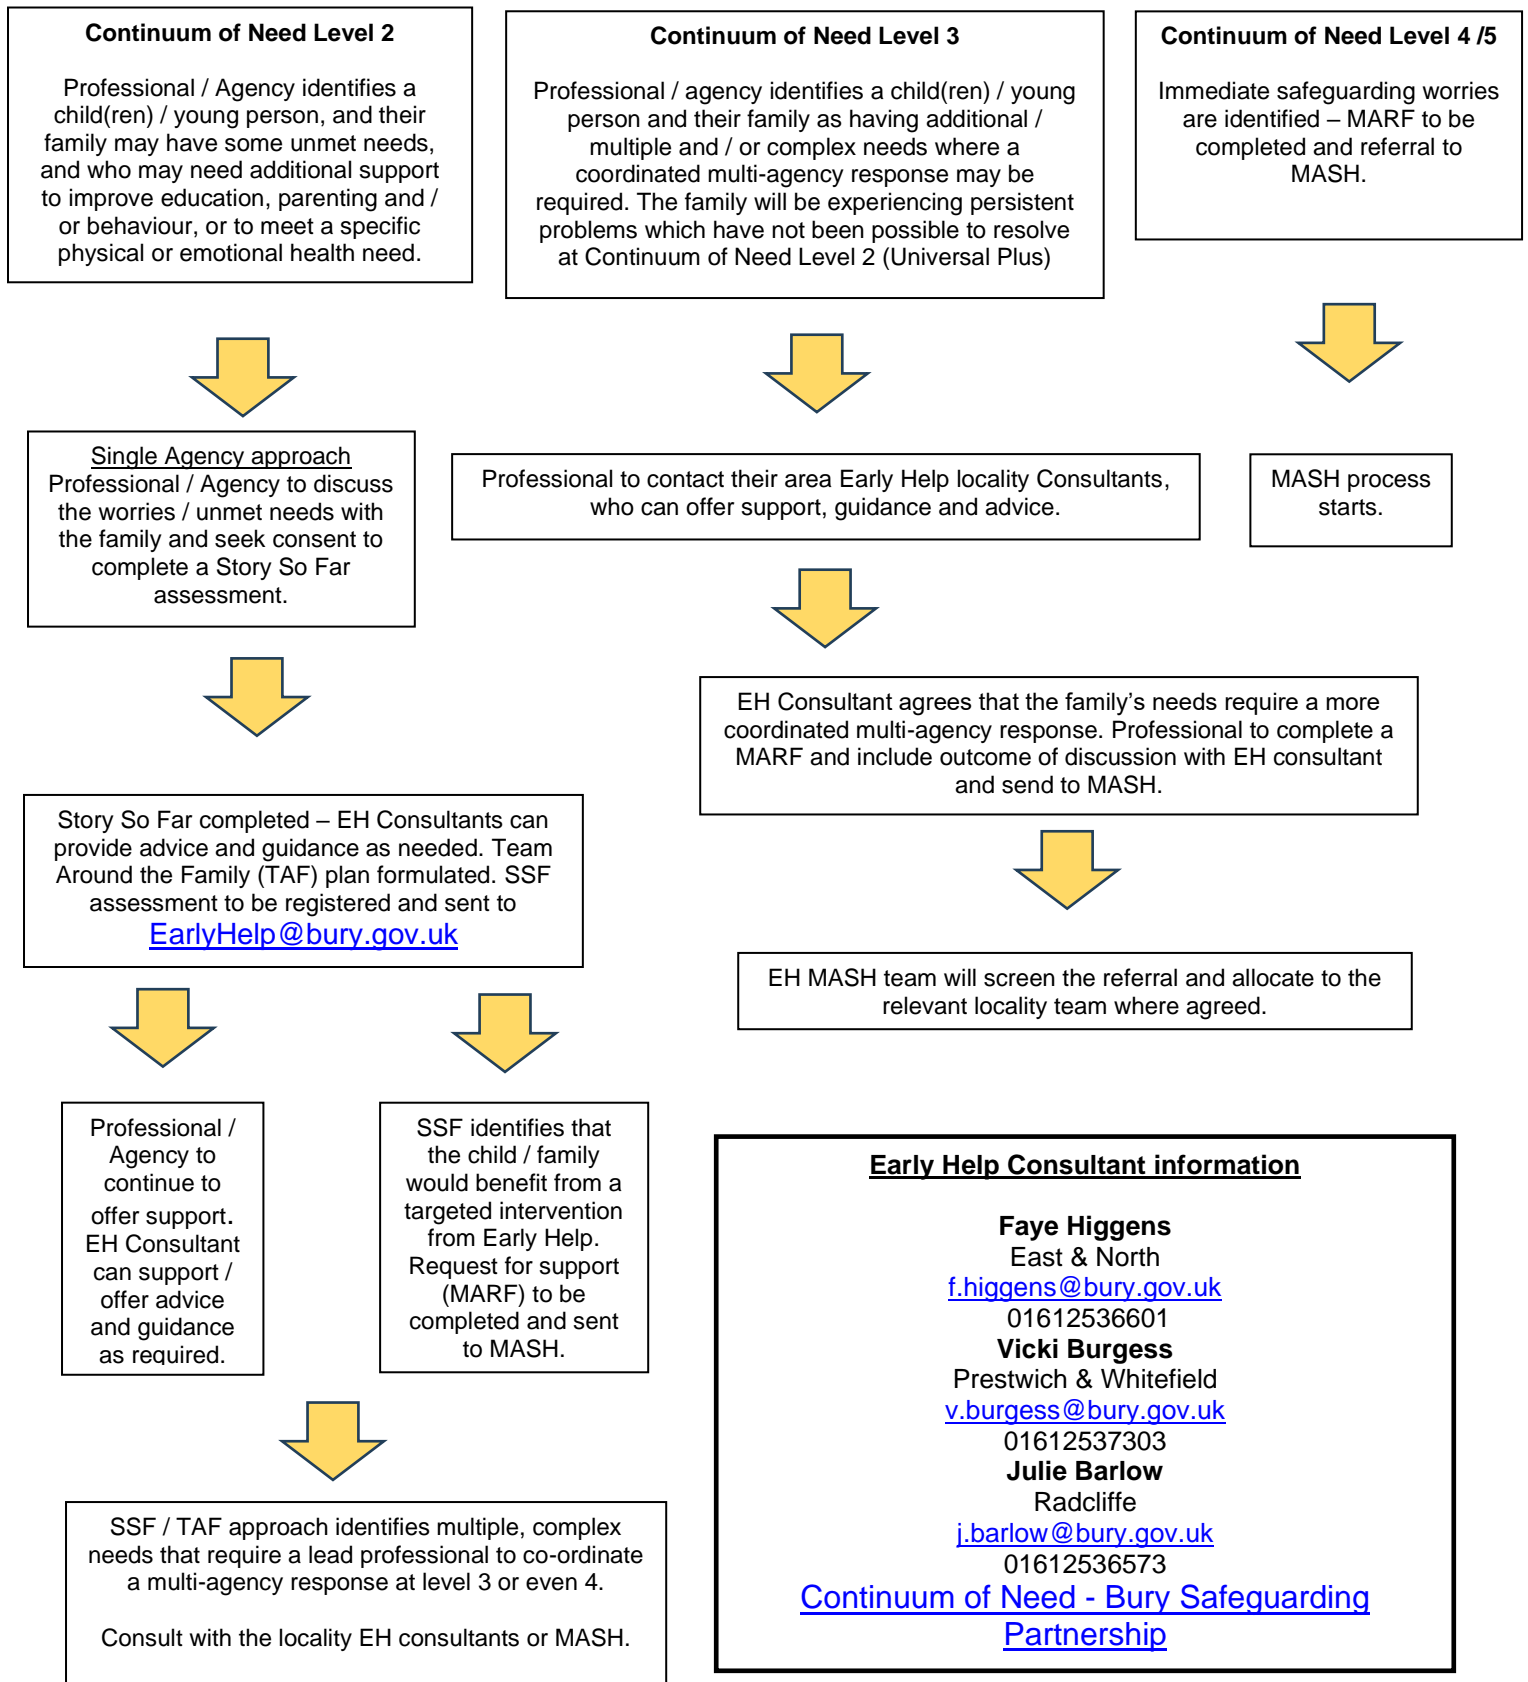 Continuum of Need Level 2
Professional / Agency identifies a
child(ren) / young person, and their
family may have some unmet needs,
and who may need additional support
to improve education, parenting and /
or behaviour, or to meet a specific
physical or emotional health need.
Continuum of Need Level 3
Professional / agency identifies a child(ren) / young
person and their family as having additional /
multiple and / or complex needs where a
coordinated multi-agency response may be
required. The family will be experiencing persistent
problems which have not been possible to resolve
at Continuum of Need Level 2 (Universal Plus)
Continuum of Need Level 4 /5
Immediate safeguarding worries
are identified – MARF to be
completed and referral to
MASH.
Single Agency approach
Professional / Agency to discuss
the worries / unmet needs with
the family and seek consent to
complete a Story So Far
assessment.
Professional to contact their area Early Help locality Consultants,
who can offer support, guidance and advice.
MASH process
starts.
EH Consultant agrees that the family’s needs require a more
coordinated multi-agency response. Professional to complete a
MARF and include outcome of discussion with EH consultant
and send to MASH.
Story So Far completed – EH Consultants can
provide advice and guidance as needed. Team
Around the Family (TAF) plan formulated. SSF
assessment to be registered and sent to
EarlyHelp@bury.gov.uk
EH MASH team will screen the referral and allocate to the
relevant locality team where agreed.
Professional /
Agency to
continue to
offer support.
EH Consultant
can support /
offer advice
and guidance
as required.
SSF identifies that
the child / family
would benefit from a
targeted intervention
from Early Help.
Request for support
(MARF) to be
completed and sent
to MASH.
Early Help Consultant information
Faye Higgens
East & North
f.higgens@bury.gov.uk
01612536601
Vicki Burgess
Prestwich & Whitefield
v.burgess@bury.gov.uk
01612537303
Julie Barlow
Radcliffe
j.barlow@bury.gov.uk
01612536573
Continuum of Need - Bury Safeguarding
Partnership
SSF / TAF approach identifies multiple, complex
needs that require a lead professional to co-ordinate
a multi-agency response at level 3 or even 4.
Consult with the locality EH consultants or MASH.